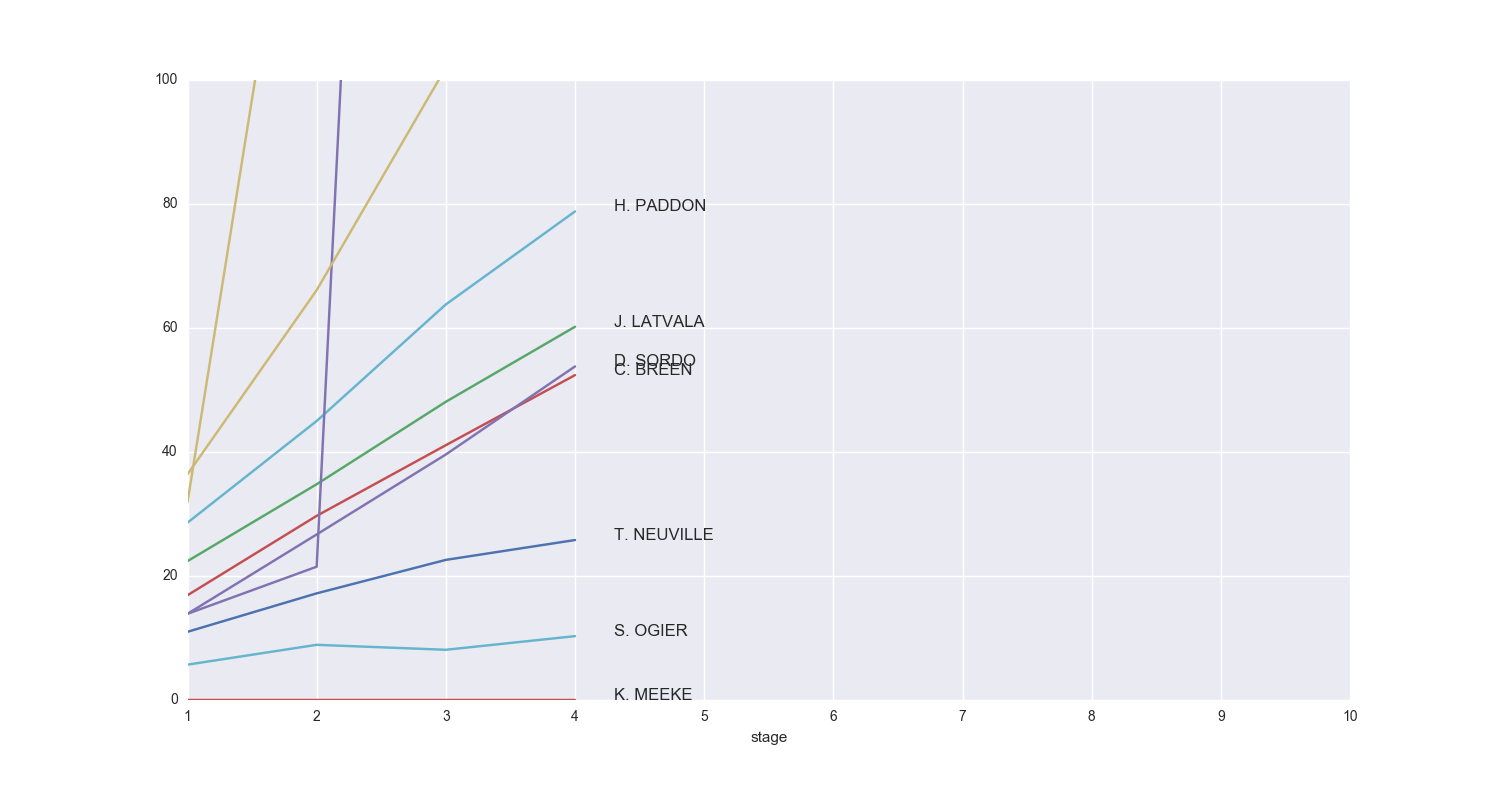 100
80
60
40
20
0
H. PADDON
J. LATVALA
D. SORDO
C. BREEN
T. NEUVILLE
S. OGIER
K. MEEKE
1 2 3 4 5 6 7 8 9 10
stage